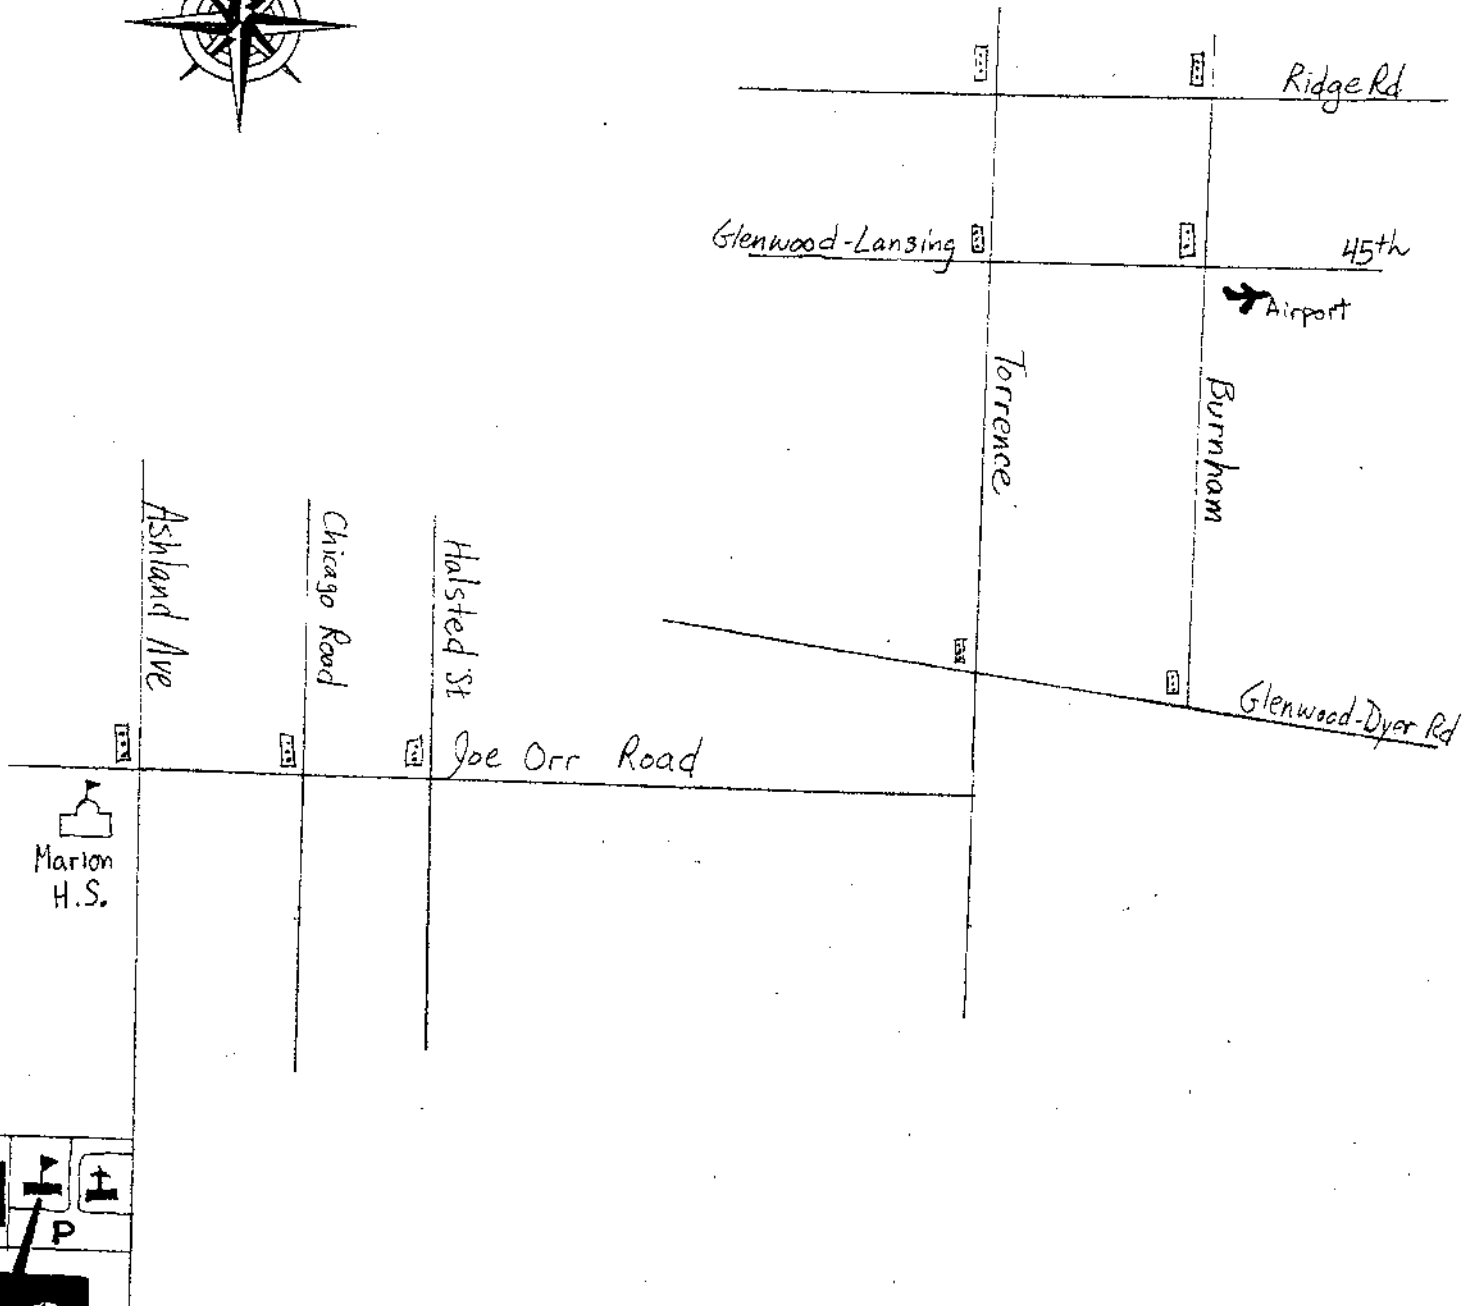 Ridge Rd
Glenwood-Lansing
45th
Airport
Torrence
Burnham
Ashland Ave
Chicago Road
Halsted St
Glenwood-Dyer Rd
Joe Orr Road
Marion
H.S.
P